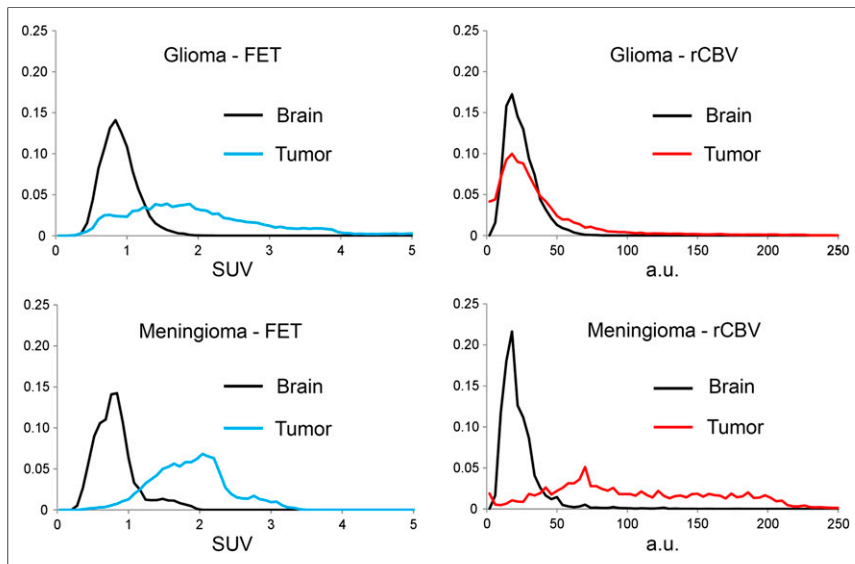 Glioma - FET
0.25
0.20
0.15
0.10
0.05
0
Brain
Tumor
0 1 2 3 4 5
SUV
Glioma - rCBV
0.25
0.20
0.15
0.10
0.05
0
Brain
Tumor
0 50 100 150 200 250
a.u.
Meningioma - FET
0.25
0.20
0.15
0.10
0.05
0
Brain
Tumor
0 1 2 3 4 5
SUV
Meningioma - rCBV
0.25
0.20
0.15
0.10
0.05
0
Brain
Tumor
0 50 100 150 200 250
a.u.